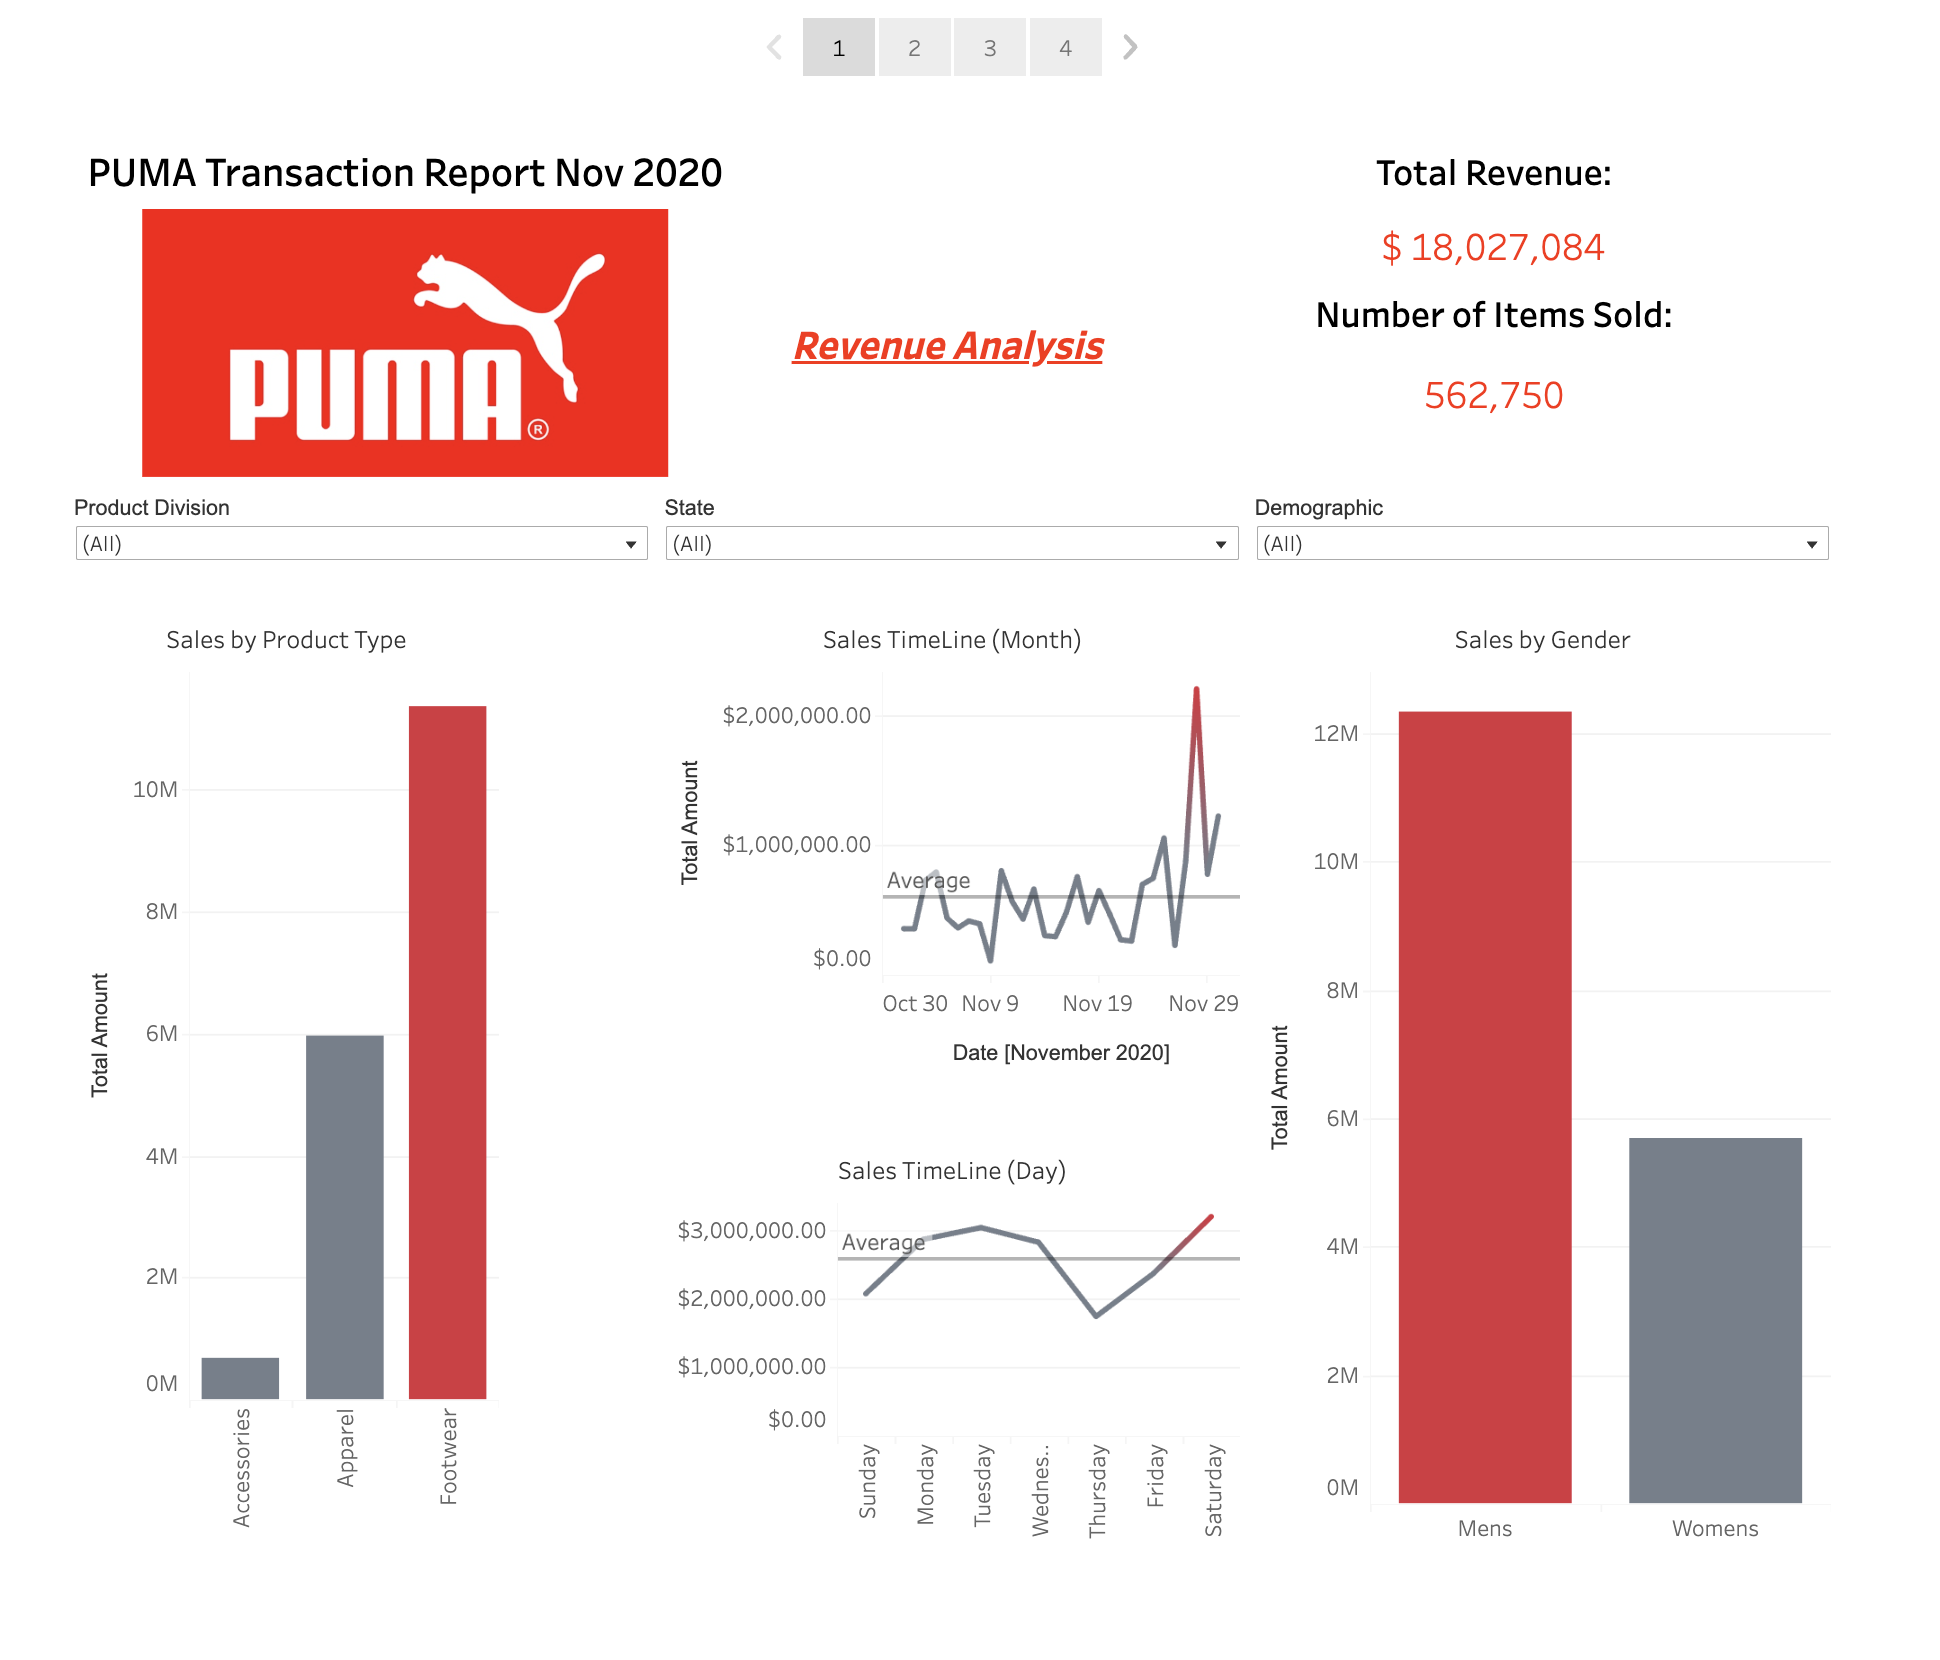 1 2 3 4
PUMA Transaction Report Nov 2020
PUMA®
Revenue Analysis
Total Revenue:
$ 18,027,084
Number of Items Sold:
562,750
Product Division
(All)
State
(All)
Demographic
(All)
Sales by Product Type
Total Amount
10M
8M
6M
4M
2M
0M
Accessories
Apparel
Footwear
Sales TimeLine (Month)
Total Amount
$2,000,000.00
$1,000,000.00
$0.00
Average
Oct 30 Nov 9 Nov 19 Nov 29
Date [November 2020]
Sales TimeLine (Day)
$3,000,000.00
$2,000,000.00
$1,000,000.00
$0.00
Average
Sunday
Monday
Tuesday
Wednes..
Thursday
Friday
Saturday
Sales by Gender
Total Amount
12M
10M
8M
6M
4M
2M
0M
Mens Womens